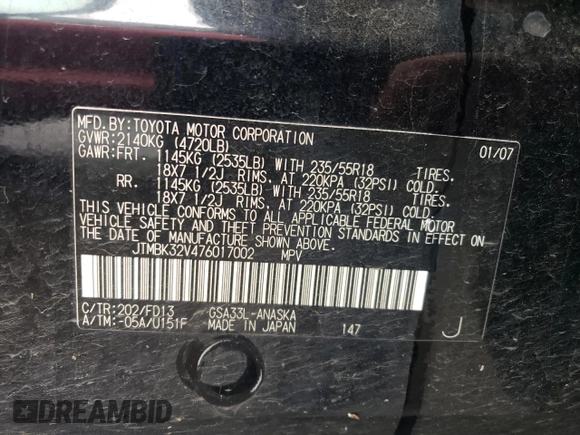 MFD.BY:TOYOTA MOTOR CORPORATION 01/07
GVWR:2140KG (4720LB)
GAWR:FRT. 1145KG (2535LB) WITH 235/55R18 TIRES.
18X7 1/2J RIMS. AT 220KPA (32PSI) COLD.
RR. 1145KG (2535LB) WITH 235/55R18 TIRES.
18X7 1/2J RIMS. AT 220KPA (32PSI) COLD.
THIS VEHICLE CONFORMS TO ALL APPLICABLE FEDERAL MOTOR
VEHICLE SAFETY AND THEFT PREVENTION STANDARDS IN EFFECT ON
THE DATE OF MANUFACTURE SHOWN ABOVE.
JTMBK32V476017002 MPV
C/TR:202/FD13 GSA33L-ANASKA
A/TM:-05A/U151F MADE IN JAPAN 147 J
DREAMBID